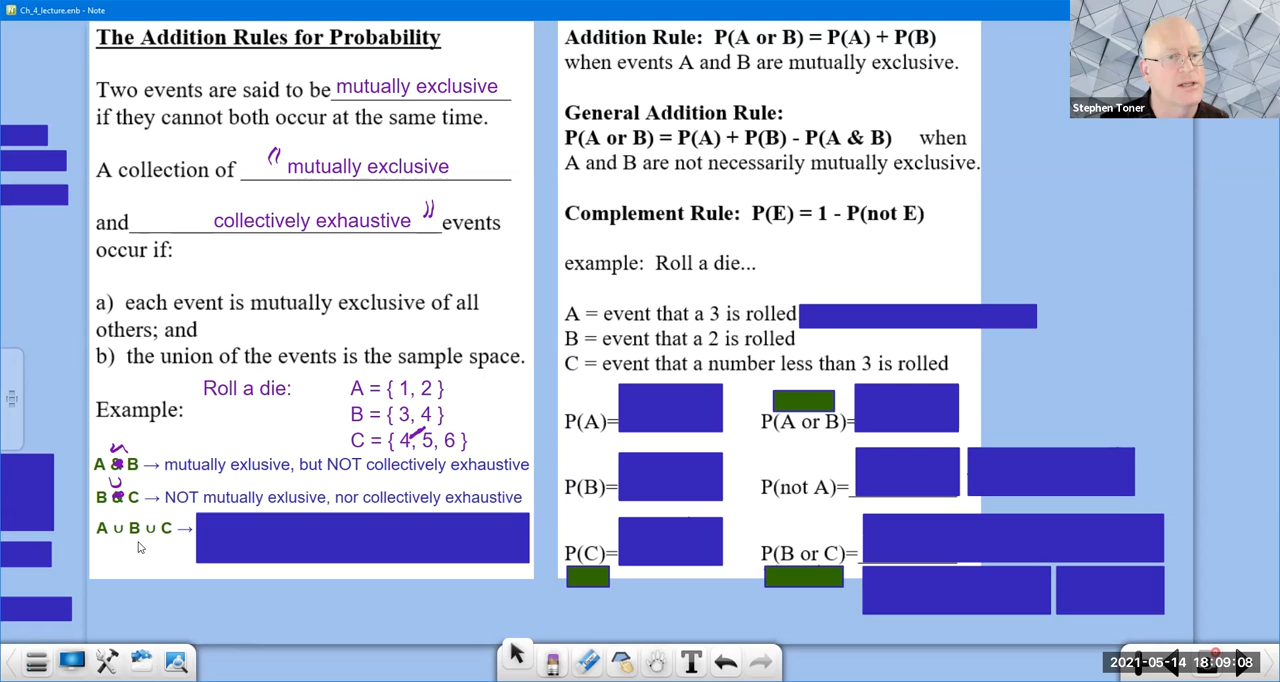 Ch_4_lecture.enb - Note
The Addition Rules for Probability
Two events are said to be mutually exclusive
if they cannot both occur at the same time.
A collection of " mutually exclusive
and collectively exhaustive " events
occur if:
a) each event is mutually exclusive of all
others; and
b) the union of the events is the sample space.
Roll a die: A = { 1, 2 }
Example: B = { 3, 4 }
C = { 4, 5, 6 }
A & B → mutually exlusive, but NOT collectively exhaustive
B & C → NOT mutually exlusive, nor collectively exhaustive
A ∪ B ∪ C →
Addition Rule: P(A or B) = P(A) + P(B)
when events A and B are mutually exclusive.
General Addition Rule:
P(A or B) = P(A) + P(B) - P(A & B) when
A and B are not necessarily mutually exclusive.
Complement Rule: P(E) = 1 - P(not E)
example: Roll a die...
A = event that a 3 is rolled
B = event that a 2 is rolled
C = event that a number less than 3 is rolled
P(A)= P(A or B)=
P(B)= P(not A)=
P(C)= P(B or C)=
Stephen Toner
2021-05-14 18:09:08